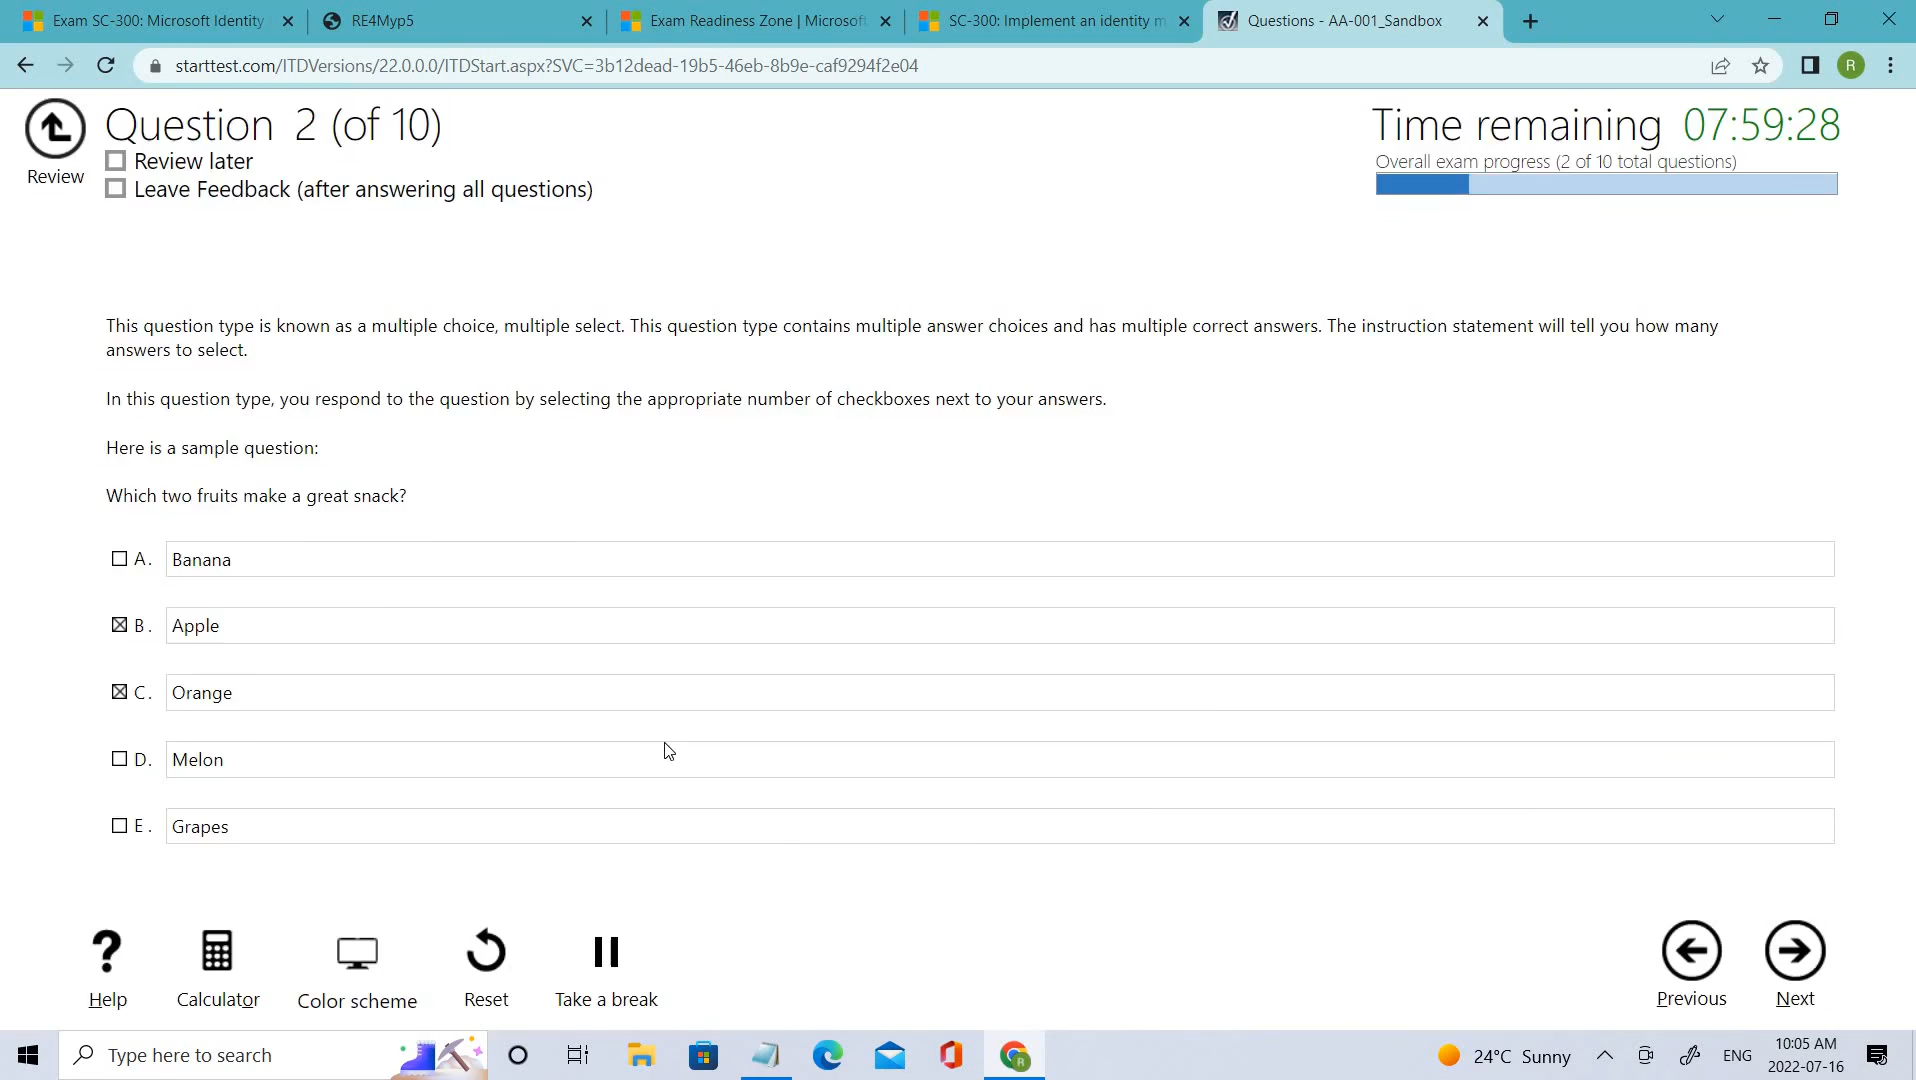 Exam SC-300: Microsoft Identity
RE4Myp5
Exam Readiness Zone | Microsoft
SC-300: Implement an identity m
Questions - AA-001_Sandbox
starttest.com/ITDVersions/22.0.0.0/ITDStart.aspx?SVC=3b12dead-19b5-46eb-8b9e-caf9294f2e04
R
Review
Question 2 (of 10)
Review later
Leave Feedback (after answering all questions)
Time remaining 07:59:28
Overall exam progress (2 of 10 total questions)
This question type is known as a multiple choice, multiple select. This question type contains multiple answer choices and has multiple correct answers. The instruction statement will tell you how many
answers to select.
In this question type, you respond to the question by selecting the appropriate number of checkboxes next to your answers.
Here is a sample question:
Which two fruits make a great snack?
A. Banana
B. Apple
C. Orange
D. Melon
E. Grapes
Help
Calculator
Color scheme
Reset
Take a break
Previous
Next
Type here to search
R
24°C Sunny
ENG
10:05 AM
2022-07-16